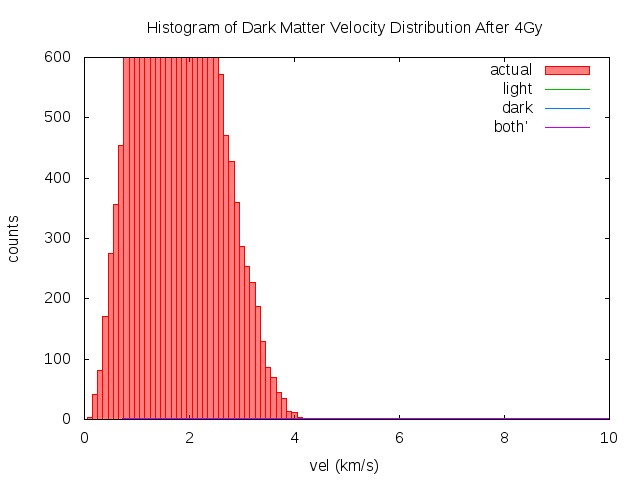 Histogram of Dark Matter Velocity Distribution After 4Gy
600
500
400
300
200
100
0
counts
actual
light
dark
both'
0 2 4 6 8 10
vel (km/s)